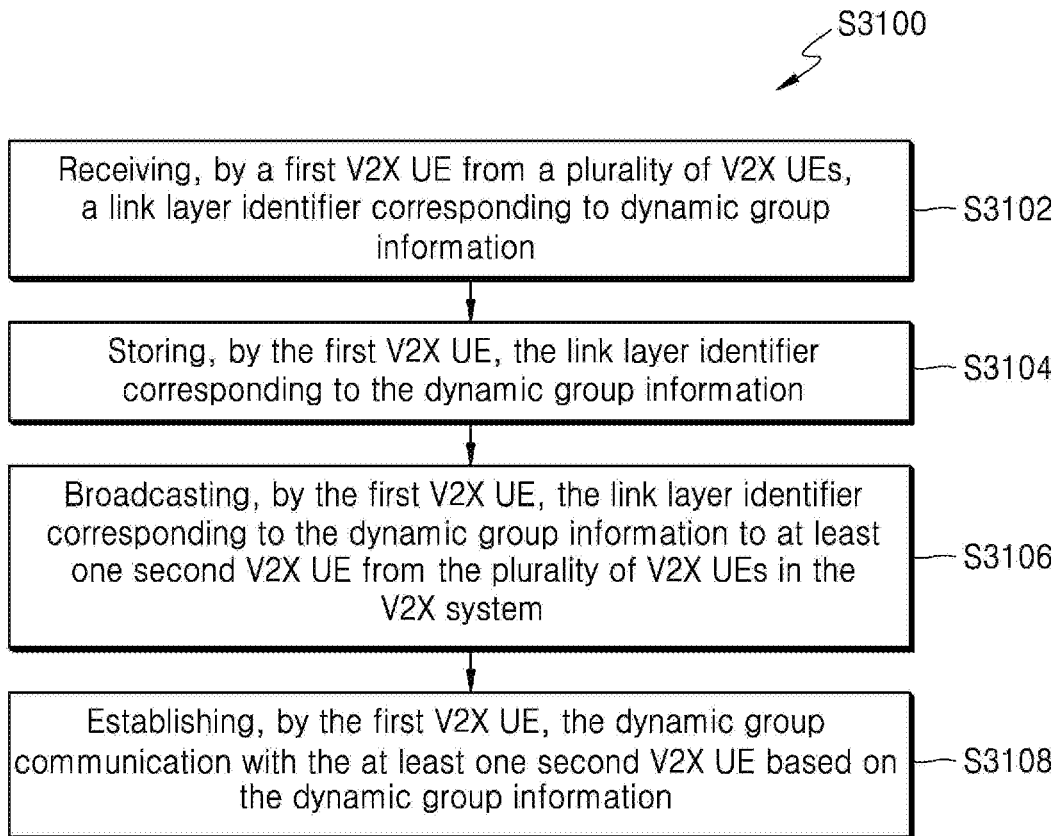 S3100
Receiving, by a first V2X UE from a plurality of V2X UEs,
a link layer identifier corresponding to dynamic group
information
S3102
Storing, by the first V2X UE, the link layer identifier
corresponding to the dynamic group information
S3104
Broadcasting, by the first V2X UE, the link layer identifier
corresponding to the dynamic group information to at least
one second V2X UE from the plurality of V2X UEs in the
V2X system
S3106
Establishing, by the first V2X UE, the dynamic group
communication with the at least one second V2X UE based on
the dynamic group information
S3108